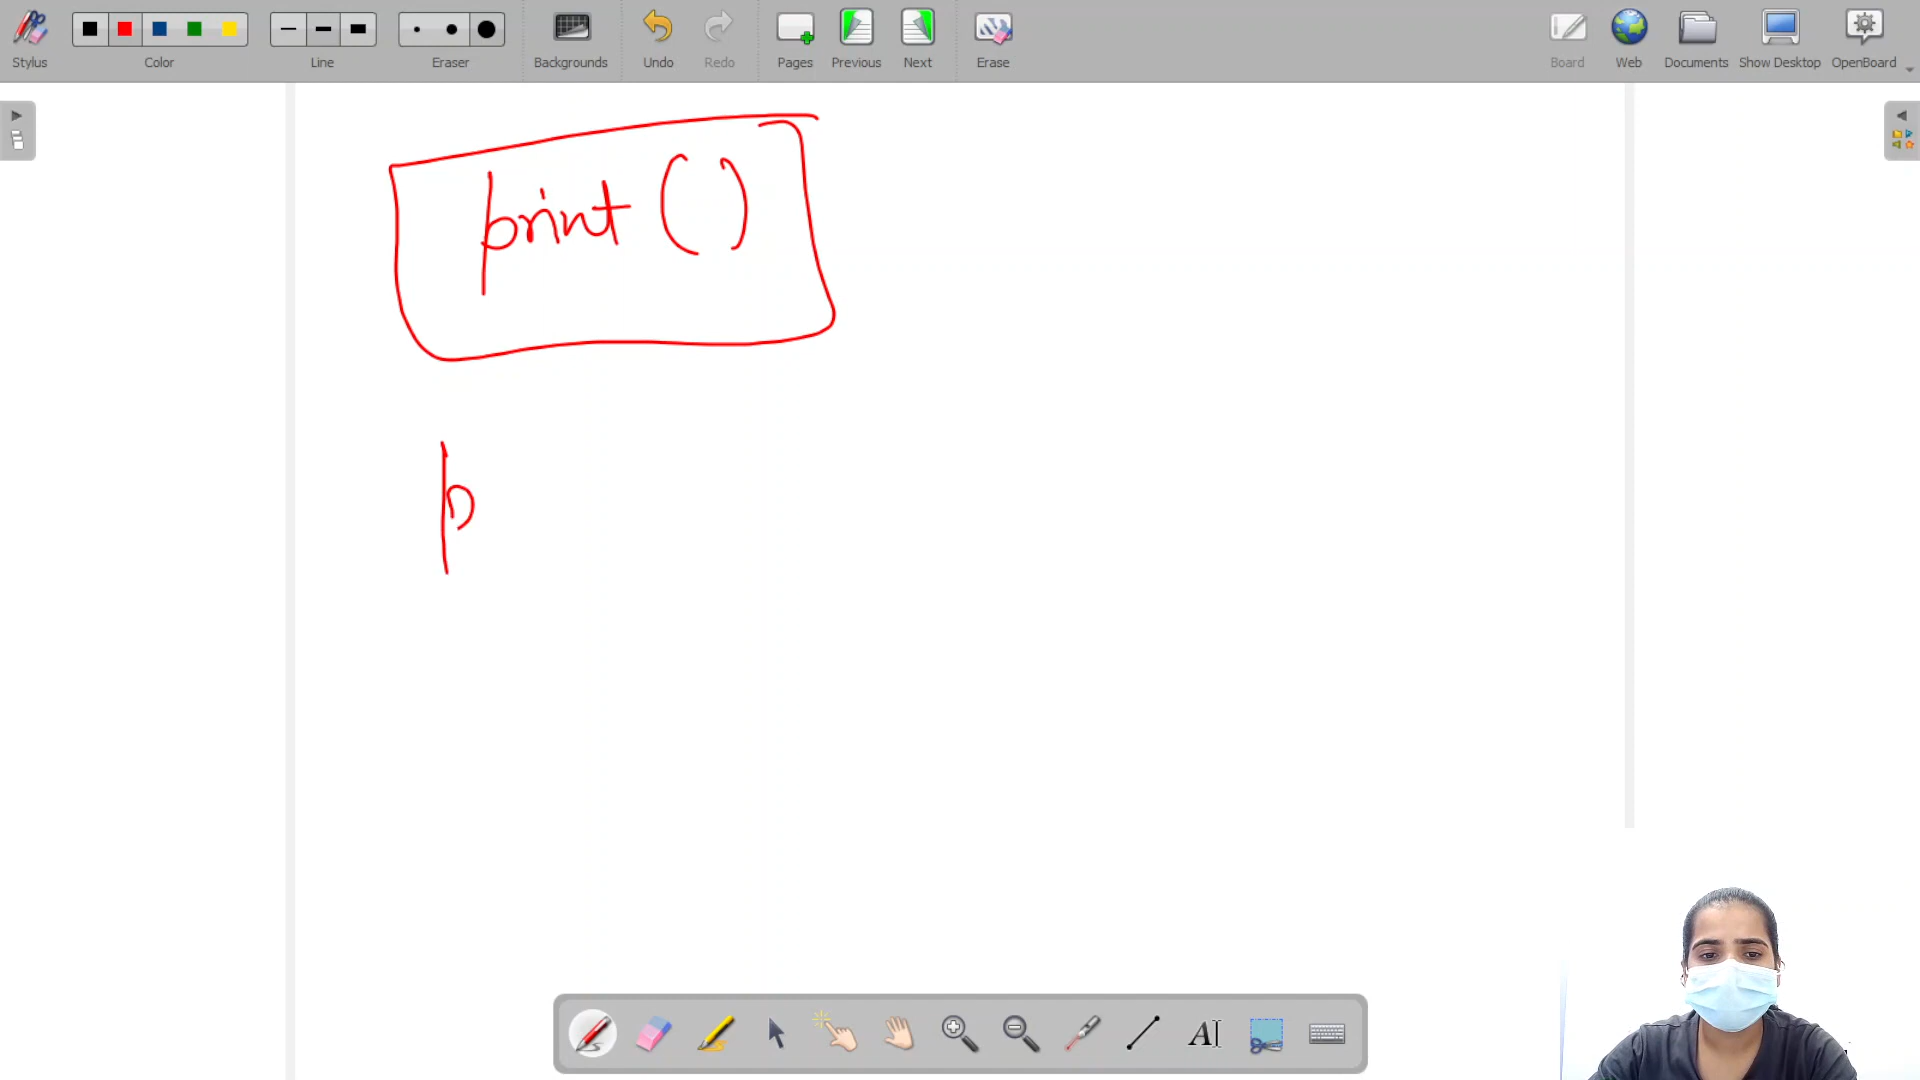 Stylus
Color
Line
Eraser
Backgrounds
Undo
Redo
Pages
Previous
Next
Erase
Board
Web
Documents
Show Desktop
OpenBoard
print ( )
p